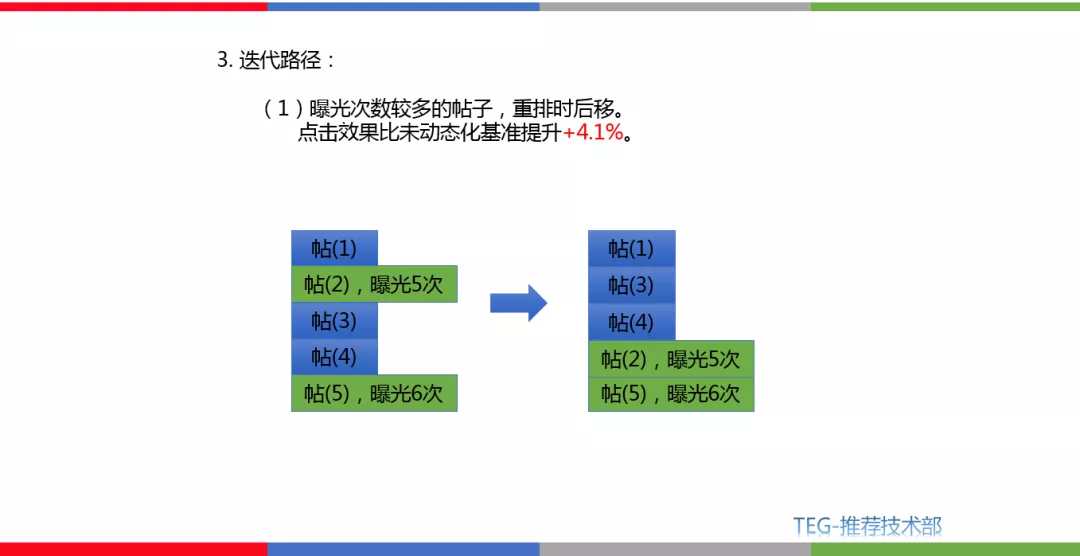 3. 迭代路径：
（1）曝光次数较多的帖子，重排时后移。
点击效果比未动态化基准提升+4.1%。
帖(1)
帖(2)，曝光5次
帖(3)
帖(4)
帖(5)，曝光6次
帖(1)
帖(3)
帖(4)
帖(2)，曝光5次
帖(5)，曝光6次
TEG-推荐技术部